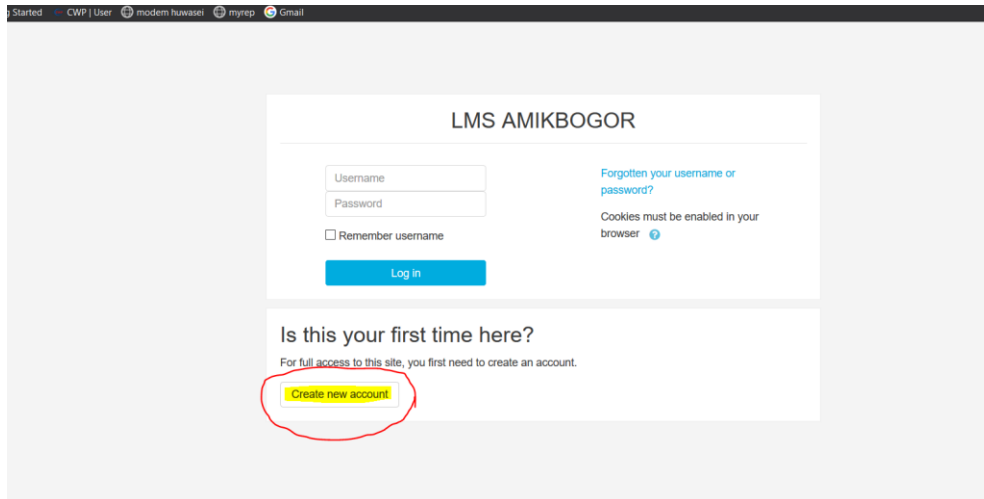 Started CWP | User modem huwasei myrep Gmail
LMS AMIKBOGOR
Username
Password
Remember username
Log in
Forgotten your username or
password?
Cookies must be enabled in your
browser
Is this your first time here?
For full access to this site, you first need to create an account.
Create new account